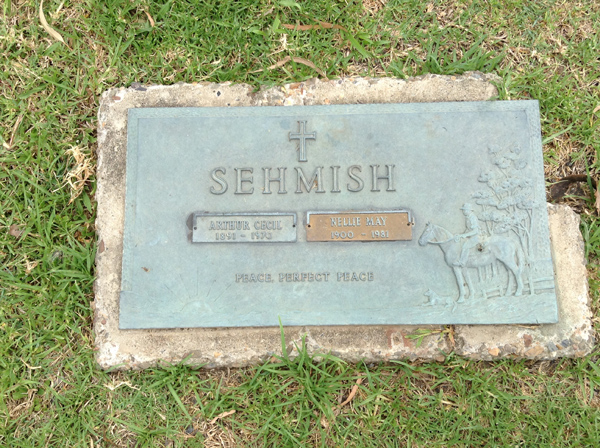 SEHMISH
ARTHUR CECIL
NELLIE MAY
1900 - 1981
PEACE, PERFECT PEACE